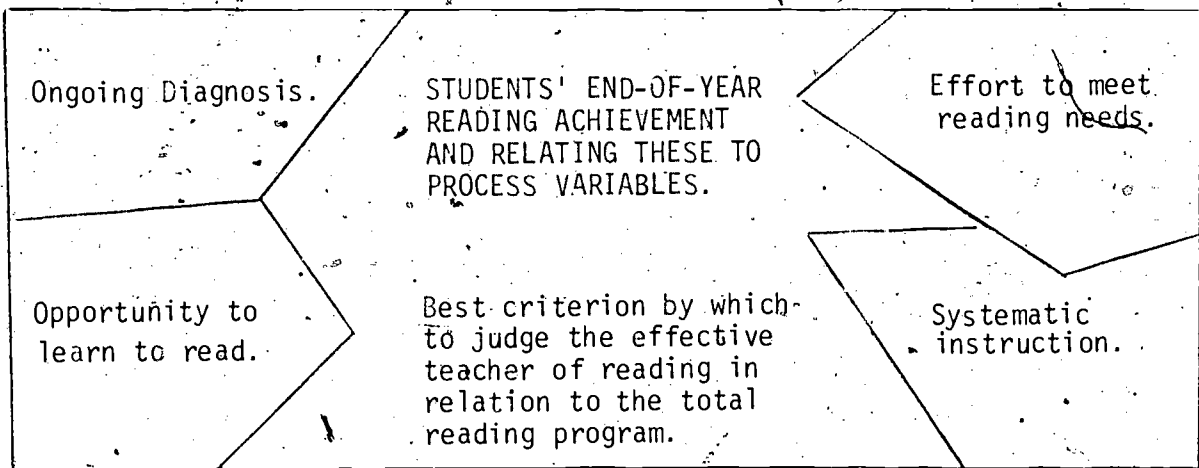 Ongoing Diagnosis.
STUDENTS' END-OF-YEAR
READING ACHIEVEMENT
AND RELATING THESE TO
PROCESS VARIABLES.
Effort to meet
reading needs.
Opportunity to
learn to read.
Best criterion by which
to judge the effective
teacher of reading in
relation to the total
reading program.
Systematic
instruction.